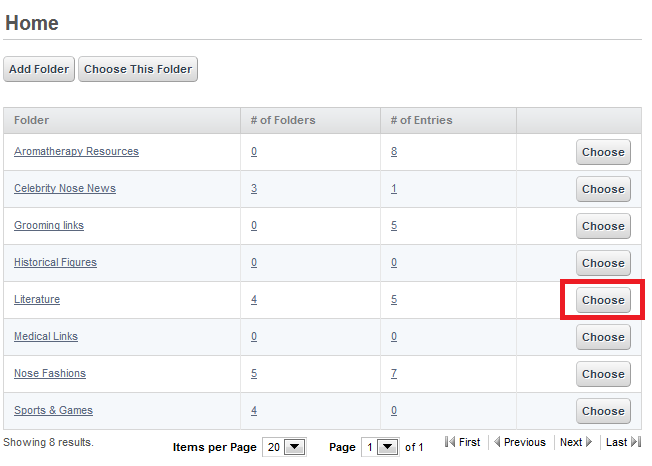 Home
Add Folder Choose This Folder
Folder # of Folders # of Entries
Aromatherapy Resources 0 8 Choose
Celebrity Nose News 3 1 Choose
Grooming links 0 5 Choose
Historical Figures 0 0 Choose
Literature 4 5 Choose
Medical Links 0 0 Choose
Nose Fashions 5 7 Choose
Sports & Games 4 0 Choose
Showing 8 results. Items per Page 20 Page 1 of 1 First Previous Next Last